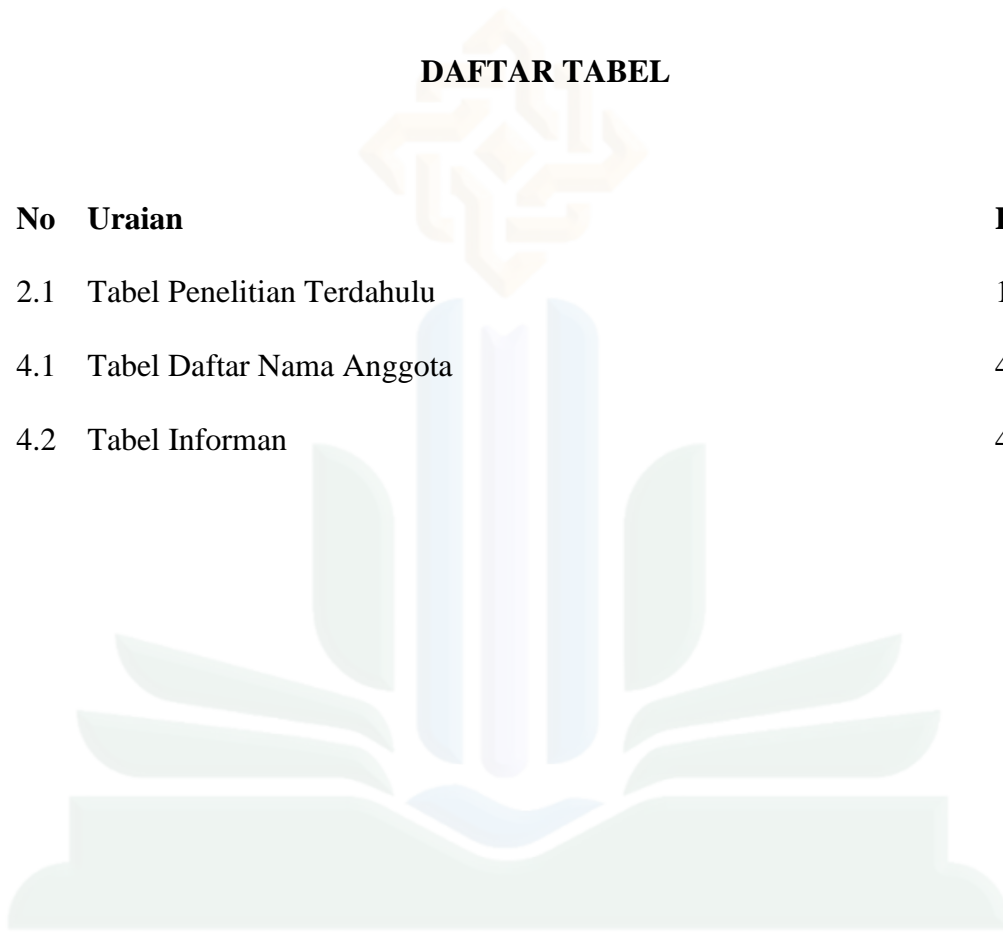 DAFTAR TABEL
No Uraian
2.1 Tabel Penelitian Terdahulu
4.1 Tabel Daftar Nama Anggota
4.2 Tabel Informan